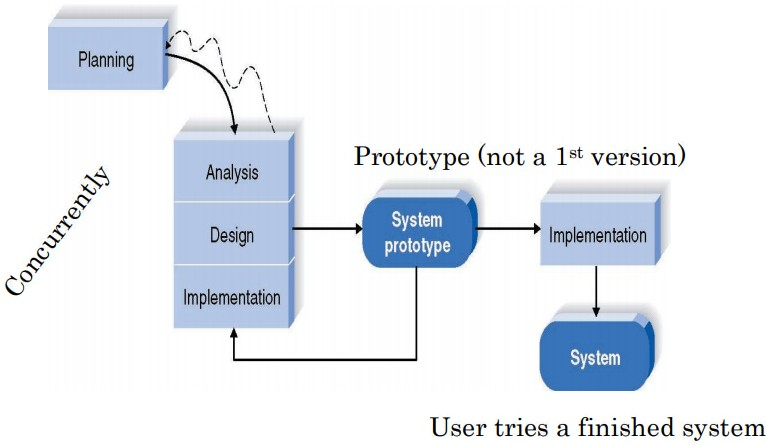 Planning
Concurrently
Analysis
Design
Implementation
Prototype (not a 1st version)
System
prototype
Implementation
System
User tries a finished system